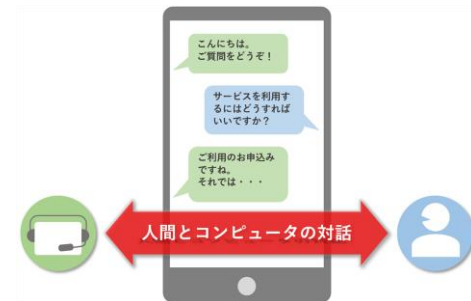 こんにちは。
ご質問をどうぞ！
サービスを利用す
るにはどうすれば
いいですか？
ご利用のお申込み
ですね。
それでは・・・
人間とコンピュータの対話